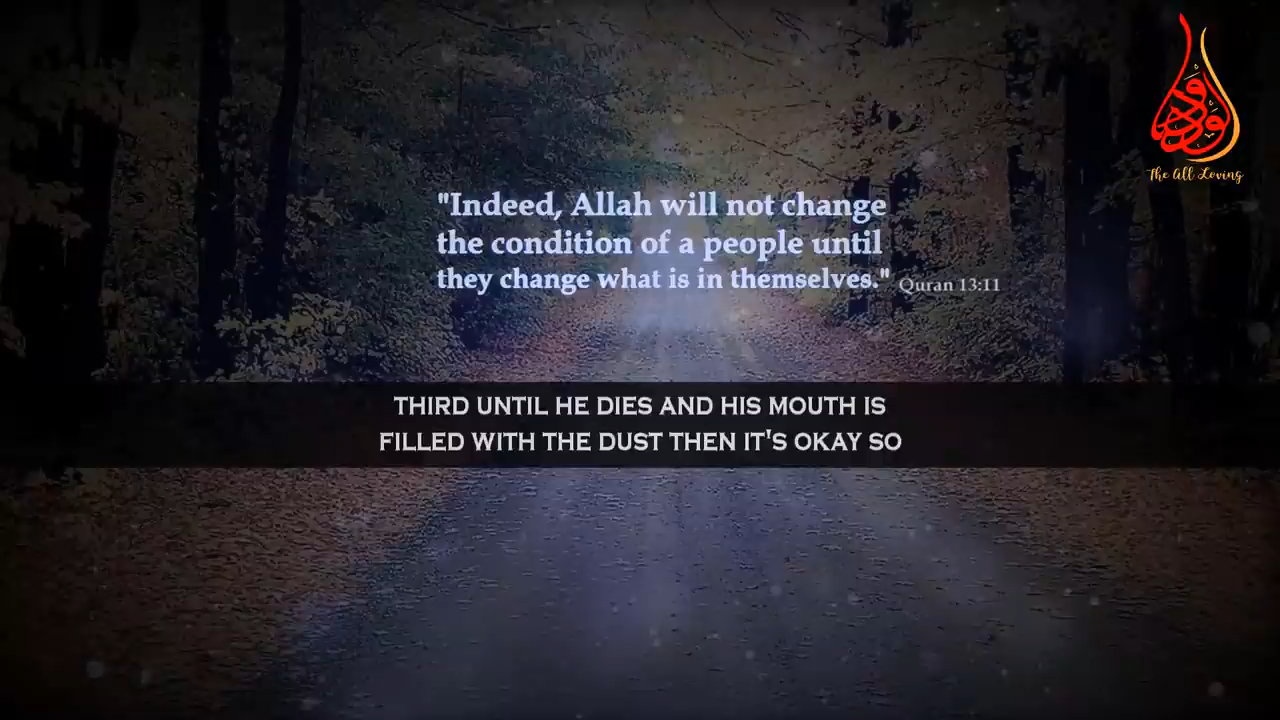 The All Loving
"Indeed, Allah will not change
the condition of a people until
they change what is in themselves." Quran 13:11
THIRD UNTIL HE DIES AND HIS MOUTH IS
FILLED WITH THE DUST THEN IT'S OKAY SO